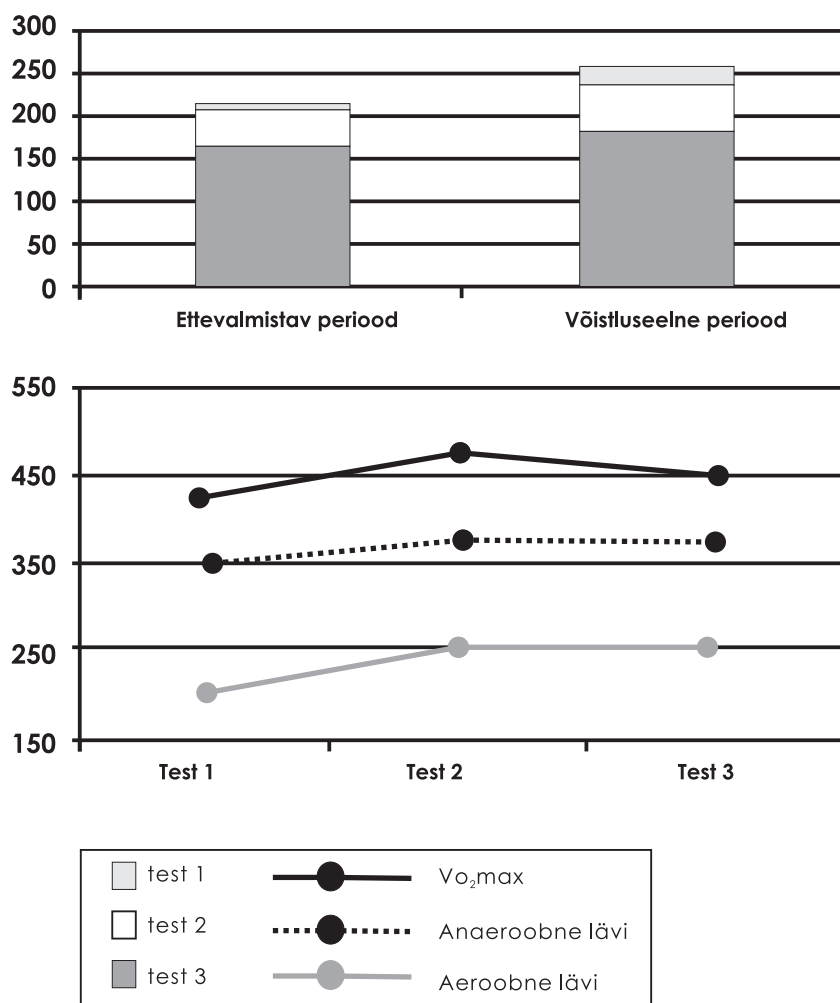 300
250
200
150
100
50
0
Ettevalmistav periood Võistluseelne periood
550
450
350
250
150
Test 1 Test 2 Test 3
test 1 Vo₂max
test 2 Anaeroobne lävi
test 3 Aeroobne lävi